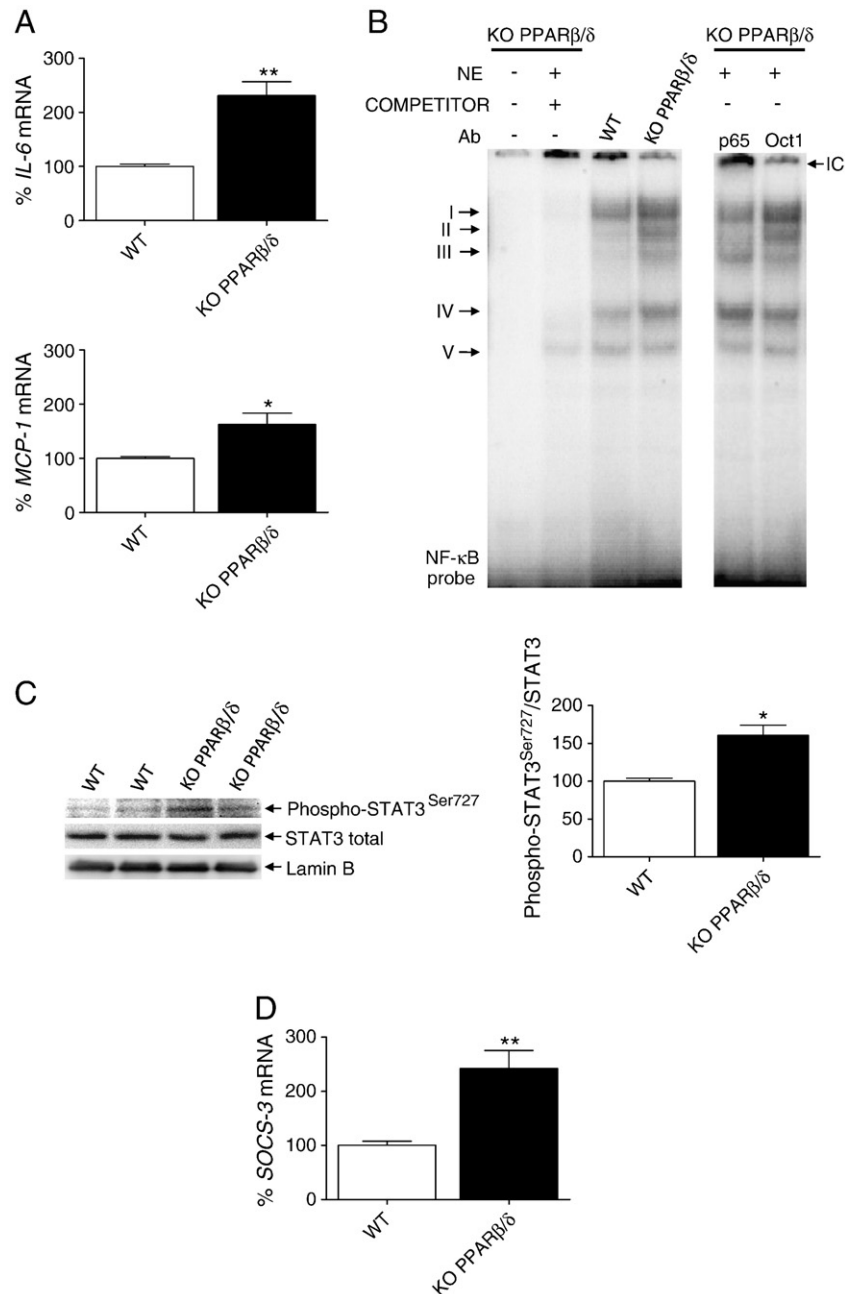 A
300
200
100
0
% IL-6 mRNA
**
WT
KO PPARβ/δ
300
200
100
0
% MCP-1 mRNA
*
WT
KO PPARβ/δ
B
KO PPARβ/δ
KO PPARβ/δ
NE - + + +
COMPETITOR - + - -
Ab - - WT KO PPARβ/δ p65 Oct1
IC
I
II
III
IV
V
NF-κB
probe
C
WT WT KO PPARβ/δ KO PPARβ/δ
Phospho-STAT3Ser727
STAT3 total
Lamin B
Phospho-STAT3Ser727/STAT3
200
150
100
50
0
*
WT
KO PPARβ/δ
D
% SOCS-3 mRNA
300
200
100
0
**
WT
KO PPARβ/δ